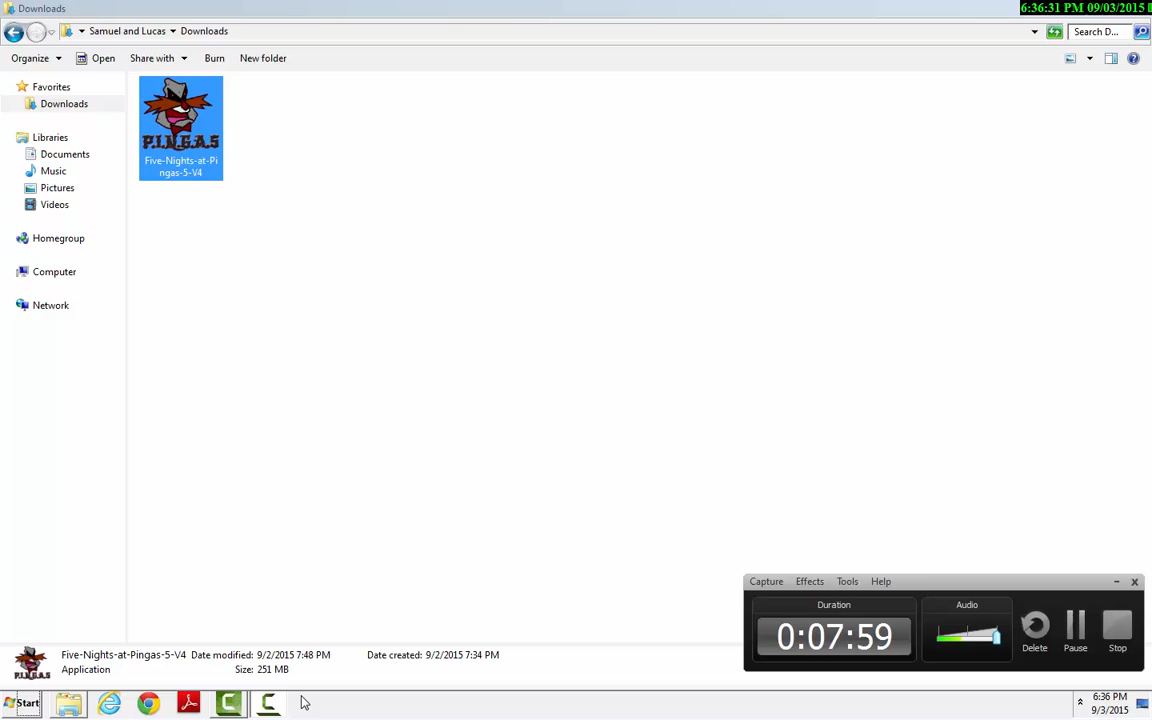 Downloads
6:36:31 PM 09/03/2015
Samuel and Lucas Downloads
Search D...
Organize Open Share with Burn New folder
Favorites
Downloads
Libraries
Documents
Music
Pictures
Videos
Homegroup
Computer
Network
P.I.N.G.A.S
Five-Nights-at-Pi
ngas-5-V4
Capture Effects Tools Help
Duration
Audio
0:07:59
Delete Pause Stop
Five-Nights-at-Pingas-5-V4 Date modified: 9/2/2015 7:48 PM Date created: 9/2/2015 7:34 PM
Application Size: 251 MB
P.I.N.G.A.S
Start
6:36 PM
9/3/2015